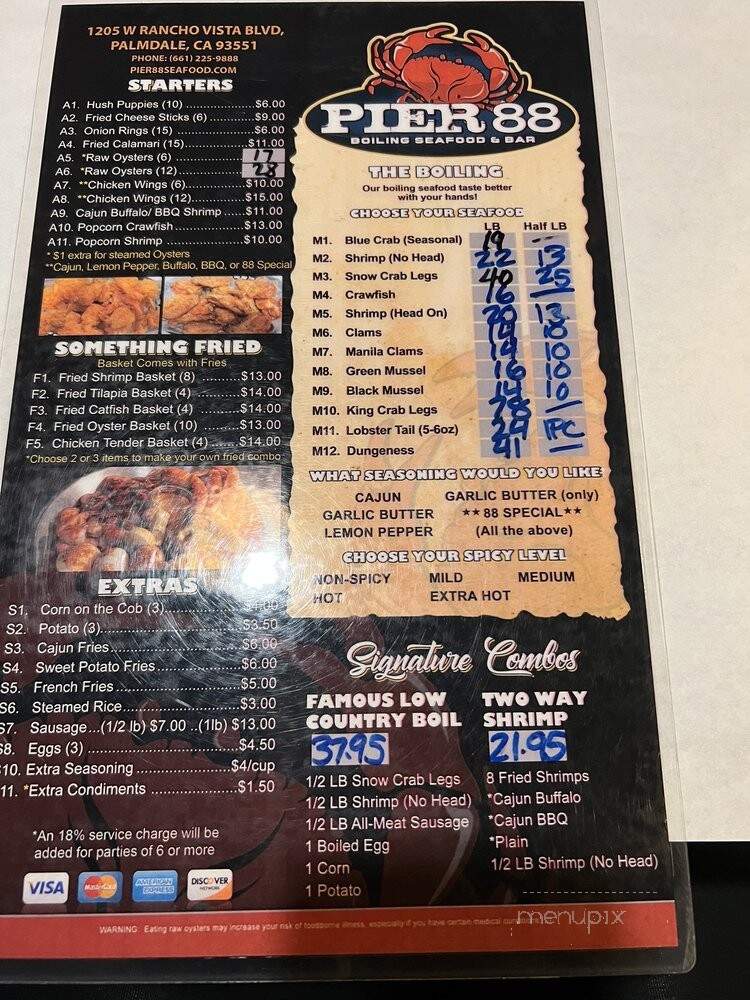 1205 W RANCHO VISTA BLVD,
PALMDALE, CA 93551
PHONE: (661) 225-9888
PIER88SEAFOOD.COM
STARTERS
A1. Hush Puppies (10) ..................$6.00
A2. Fried Cheese Sticks (6) ............$9.00
A3. Onion Rings (15) ....................$6.00
A4. Fried Calamari (15)..................$11.00
A5. *Raw Oysters (6) .................... 17
A6. *Raw Oysters (12).................... 28
A7. **Chicken Wings (6)..................$10.00
A8. **Chicken Wings (12).................$15.00
A9. Cajun Buffalo/ BBQ Shrimp .....$11.00
A10. Popcorn Crawfish.................$13.00
A11. Popcorn Shrimp ...................$10.00
* $1 extra for steamed Oysters
**Cajun, Lemon Pepper, Buffalo, BBQ, or 88 Special
SOMETHING FRIED
Basket Comes with Fries
F1. Fried Shrimp Basket (8) .........$13.00
F2. Fried Tilapia Basket (4) .........$14.00
F3. Fried Catfish Basket (4) .........$14.00
F4. Fried Oyster Basket (10) ........$13.00
F5. Chicken Tender Basket (4) ......$14.00
*Choose 2 or 3 items to make your own fried combo
EXTRAS
S1. Corn on the Cob (3)..................$4.00
S2. Potato (3)..................$3.50
S3. Cajun Fries..................$6.00
S4. Sweet Potato Fries..................$6.00
S5. French Fries ..................$5.00
S6. Steamed Rice..................$3.00
S7. Sausage...(1/2 lb) $7.00 ..(1lb) $13.00
S8. Eggs (3) ..................$4.50
S10. Extra Seasoning ..................$4/cup
11. *Extra Condiments ..................$1.50
*An 18% service charge will be
added for parties of 6 or more
VISA MasterCard AMERICAN EXPRESS DISCOVER NETWORK
PIER 88
BOILING SEAFOOD & BAR
THE BOILING
Our boiling seafood taste better
with your hands!
CHOOSE YOUR SEAFOOD
LB Half LB
M1. Blue Crab (Seasonal) 19 --
M2. Shrimp (No Head) 22 13
M3. Snow Crab Legs 40 25
M4. Crawfish 16 —
M5. Shrimp (Head On) 20 13
M6. Clams 10
M7. Manila Clams 19 10
M8. Green Mussel 16 10
M9. Black Mussel 10
M10. King Crab Legs 78 —
M11. Lobster Tail (5-6oz) 1PC
M12. Dungeness 41 —
WHAT SEASONING WOULD YOU LIKE
CAJUN GARLIC BUTTER (only)
GARLIC BUTTER ** 88 SPECIAL**
LEMON PEPPER (All the above)
CHOOSE YOUR SPICY LEVEL
NON-SPICY MILD MEDIUM
HOT EXTRA HOT
Signature Combos
FAMOUS LOW
COUNTRY BOIL
37.95
1/2 LB Snow Crab Legs
1/2 LB Shrimp (No Head)
1/2 LB All-Meat Sausage
1 Boiled Egg
1 Corn
1 Potato
TWO WAY
SHRIMP
21.95
8 Fried Shrimps
*Cajun Buffalo
*Cajun BBQ
*Plain
1/2 LB Shrimp (No Head)
WARNING: Eating raw oysters may increase your risk of foodborne illness, especially if you have certain medical
menupix